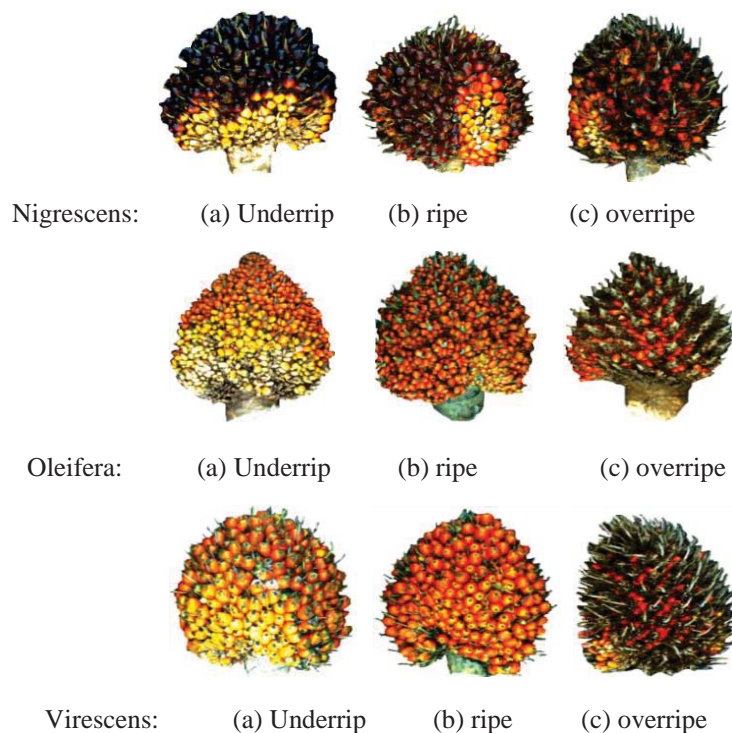 Nigrescens: (a) Underrip (b) ripe (c) overripe
Oleifera: (a) Underrip (b) ripe (c) overripe
Virescens: (a) Underrip (b) ripe (c) overripe